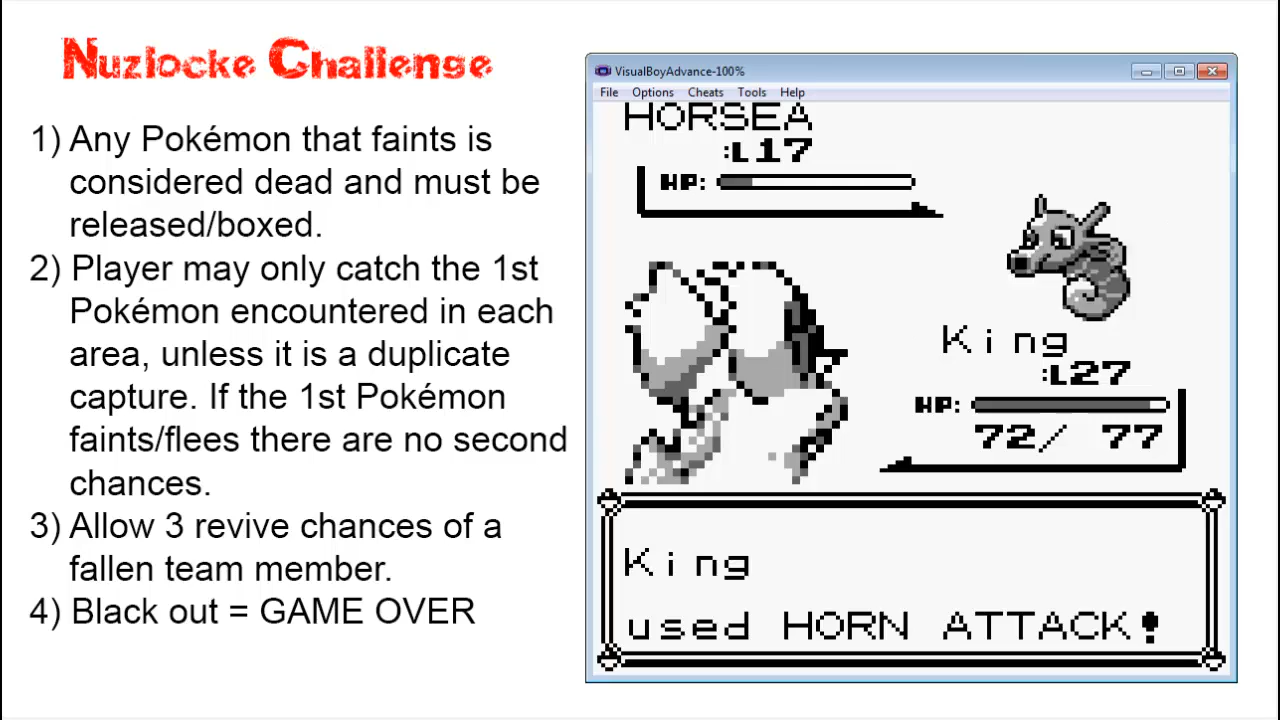 Nuzlocke Challenge
1) Any Pokémon that faints is
considered dead and must be
released/boxed.
2) Player may only catch the 1st
Pokémon encountered in each
area, unless it is a duplicate
capture. If the 1st Pokémon
faints/flees there are no second
chances.
3) Allow 3 revive chances of a
fallen team member.
4) Black out = GAME OVER
VisualBoyAdvance-100%
File Options Cheats Tools Help
HORSEA
:L17
HP:
King
:L27
HP:
72/ 77
King
used HORN ATTACK!